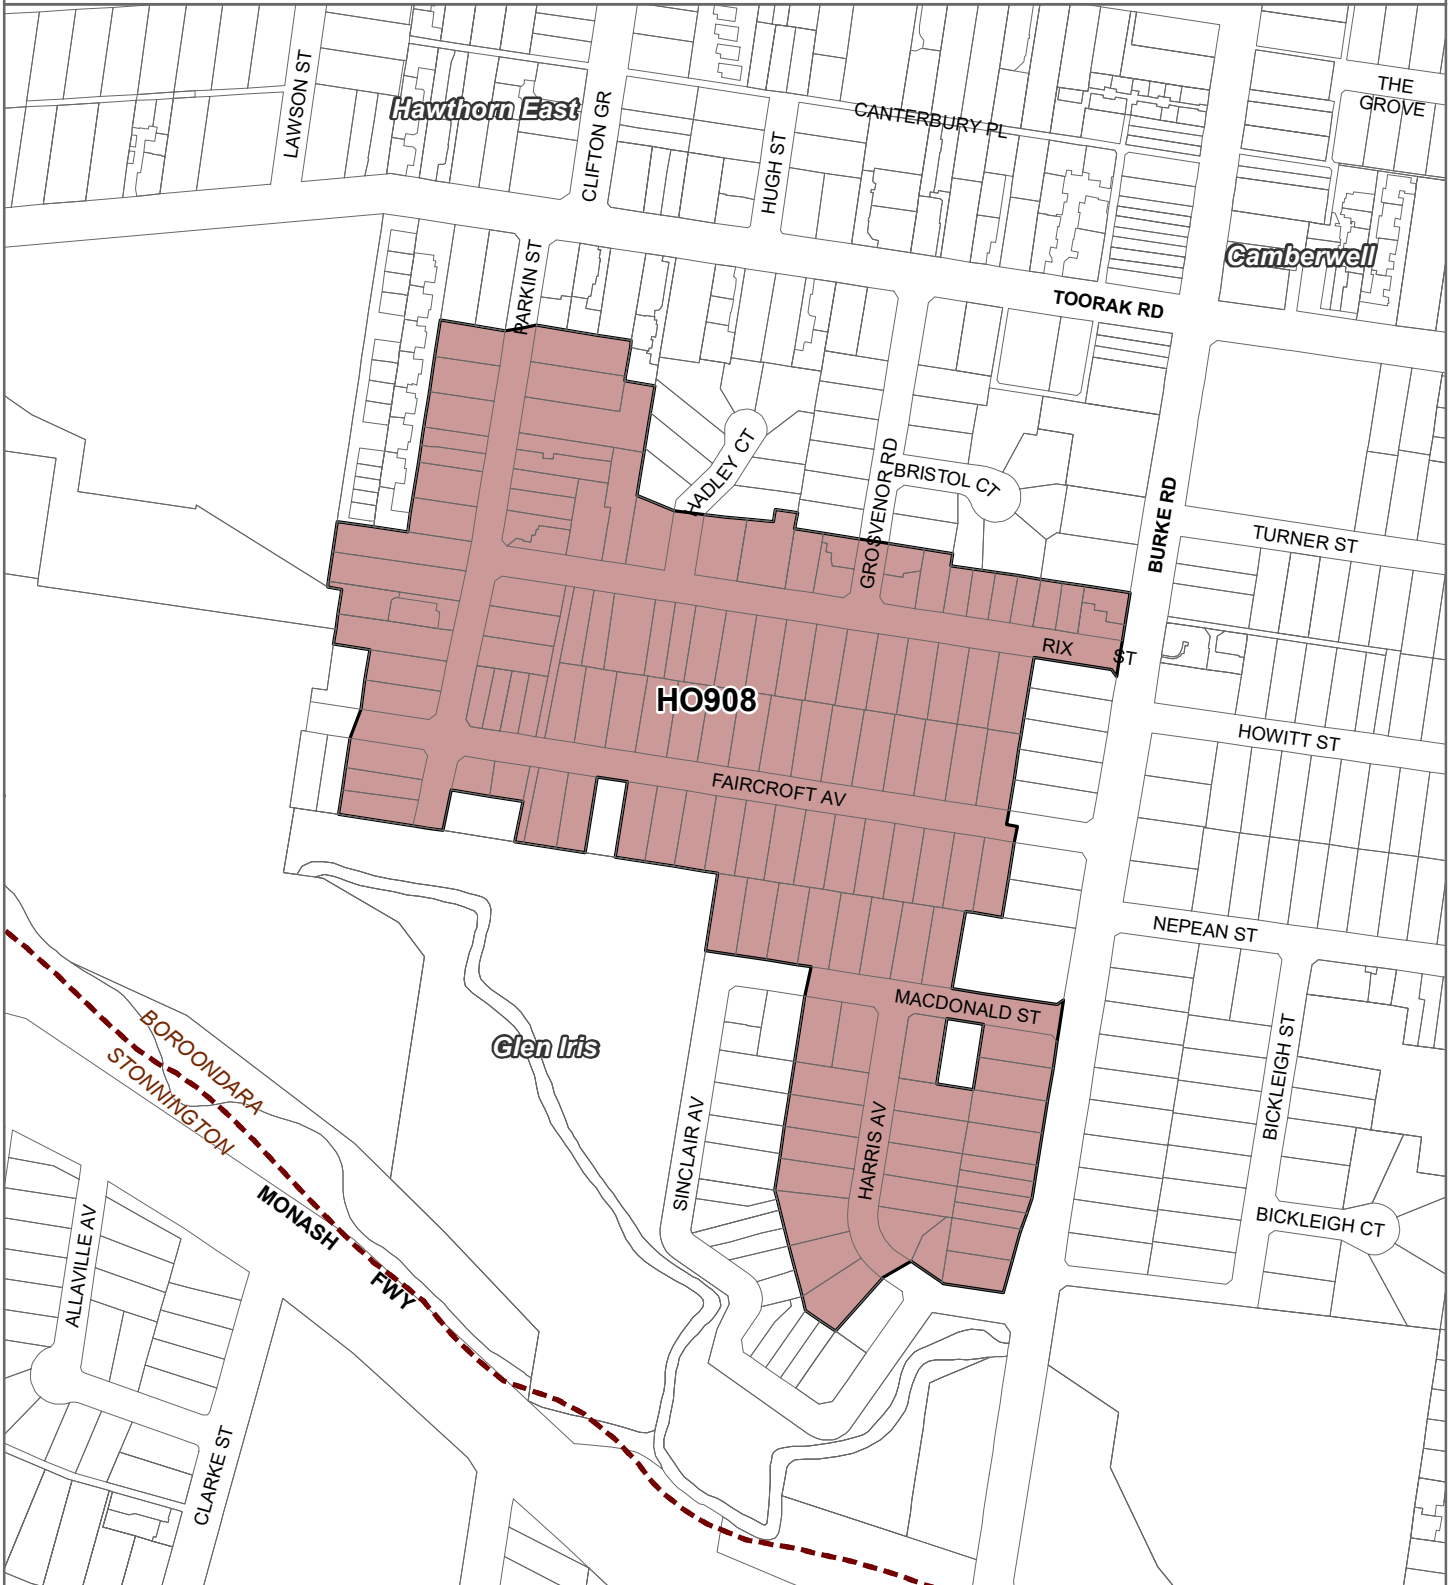 LAWSON ST
Hawthorn East
CLIFTON GR
HUGH ST
CANTERBURY PL
THE
GROVE
Camberwell
PARKIN ST
TOORAK RD
HADLEY CT
GROSVENOR RD
BRISTOL CT
BURKE RD
TURNER ST
RIX ST
HO908
HOWITT ST
FAIRCROFT AV
NEPEAN ST
MACDONALD ST
BOROONDARA
STONNINGTON
Glen Iris
SINCLAIR AV
HARRIS AV
BICKLEIGH ST
BICKLEIGH CT
MONASH FWY
ALLAVILLE AV
CLARKE ST